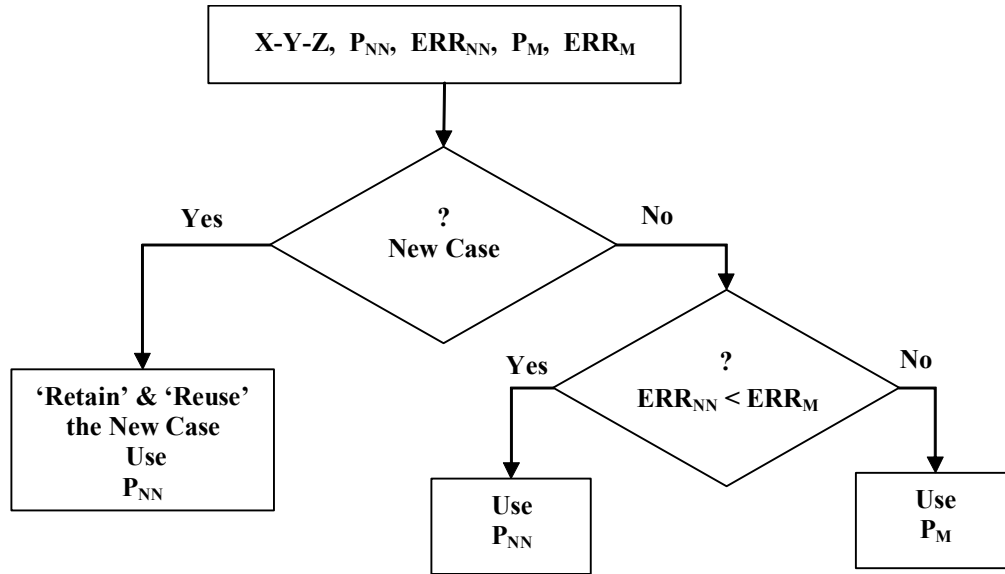 X-Y-Z, P_NN, ERR_NN, P_M, ERR_M
Yes
?
New Case
No
Yes
?
ERR_NN < ERR_M
No
‘Retain’ & ‘Reuse’
the New Case
Use
P_NN
Use
P_NN
Use
P_M